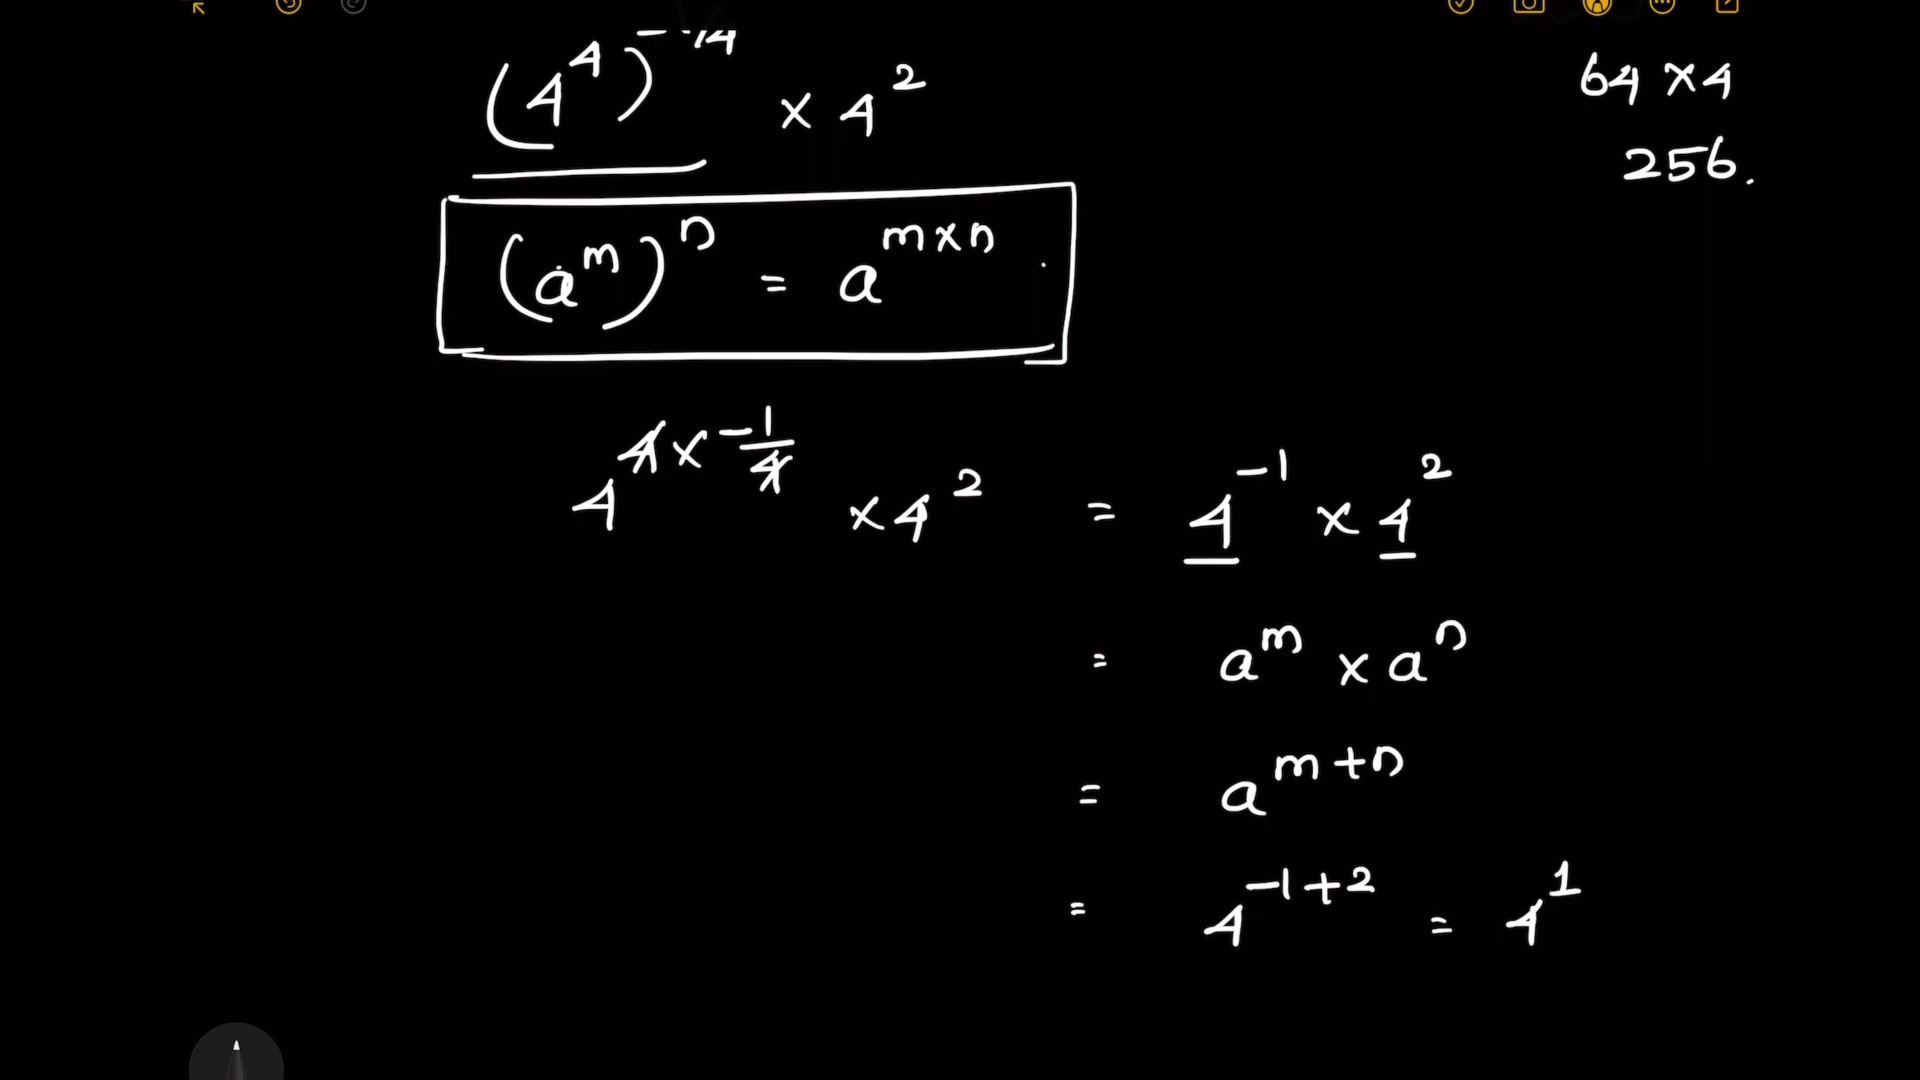 (4^4)^-1/4 × 4^2
64 × 4
256.
(a^m)^n = a^(m×n)
4^(4×-1/4) × 4^2 = 4^-1 × 4^2
= a^m × a^n
= a^(m+n)
= 4^(-1+2) = 4^1